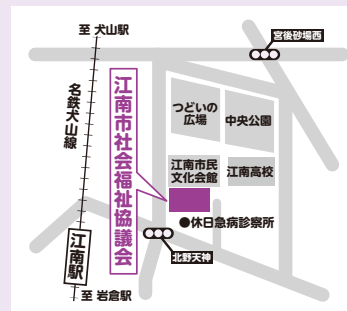 至 犬山駅
宮後砂場西
名鉄犬山線
江南市社会福祉協議会
つどいの
広場
中央公園
江南市民
文化会館
江南高校
●休日急病診察所
江南駅
北野天神
至 岩倉駅